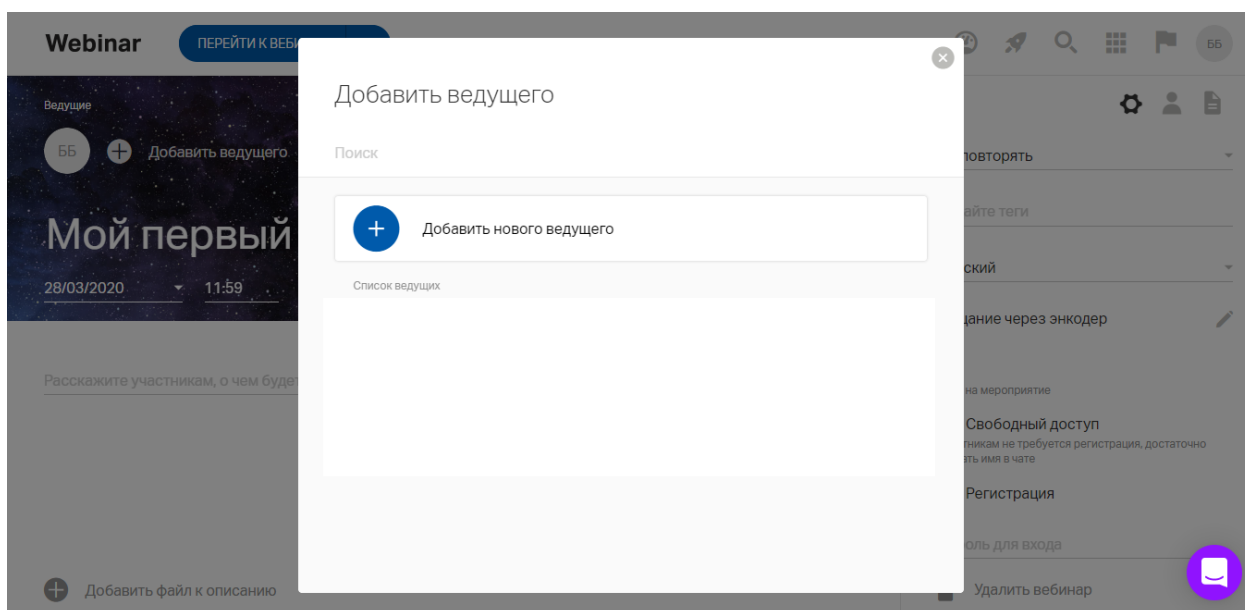 Webinar
ПЕРЕЙТИ К ВЕБИ
ББ
Ведущие
ББ
Добавить ведущего
Мой первый
28/03/2020 11:59
Расскажите участникам, о чем будет
Добавить файл к описанию
Добавить ведущего
Поиск
Добавить нового ведущего
Список ведущих
повторять
айте теги
ский
цание через энкодер
на мероприятие
Свободный доступ
тникам не требуется регистрация, достаточно
ать имя в чате
Регистрация
оль для входа
Удалить вебинар